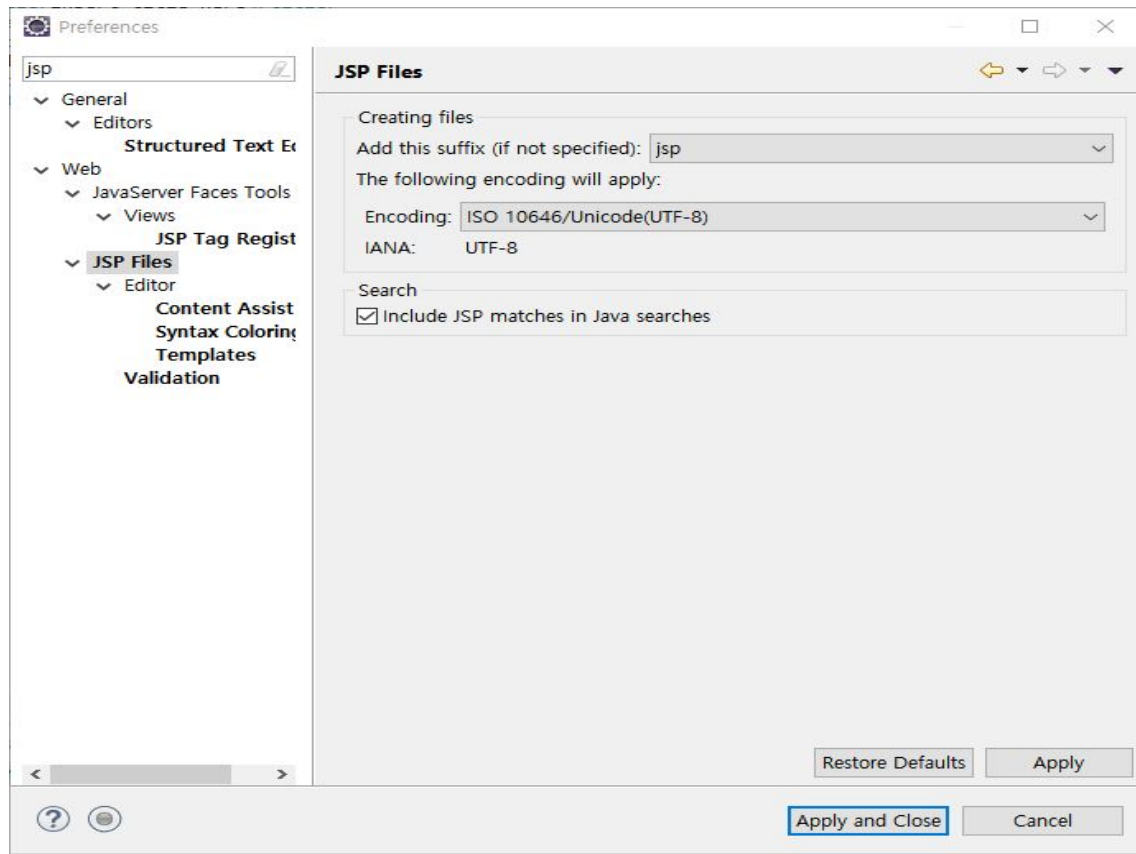 Preferences
jsp
General
Editors
Structured Text Ed
Web
JavaServer Faces Tools
Views
JSP Tag Regist
JSP Files
Editor
Content Assist
Syntax Coloring
Templates
Validation
JSP Files
Creating files
Add this suffix (if not specified): jsp
The following encoding will apply:
Encoding: ISO 10646/Unicode(UTF-8)
IANA: UTF-8
Search
Include JSP matches in Java searches
Restore Defaults Apply
Apply and Close Cancel